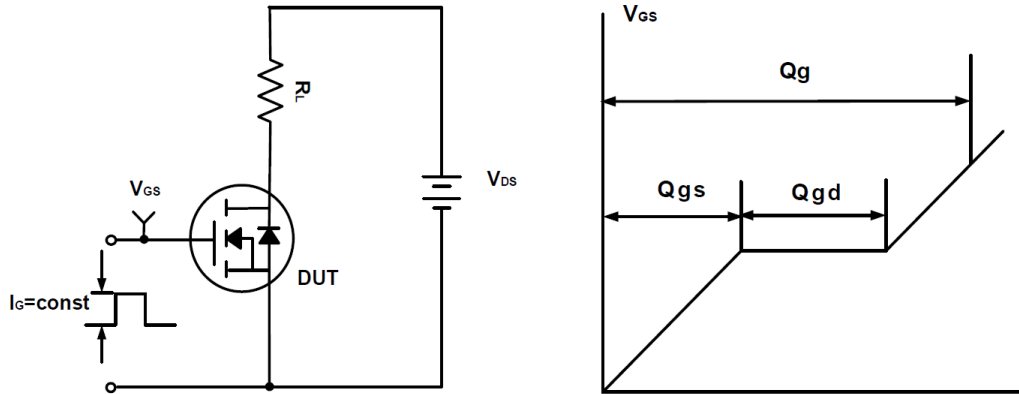 RL
VGS
VDS
DUT
IG=const
VGS
Qg
Qgs
Qgd